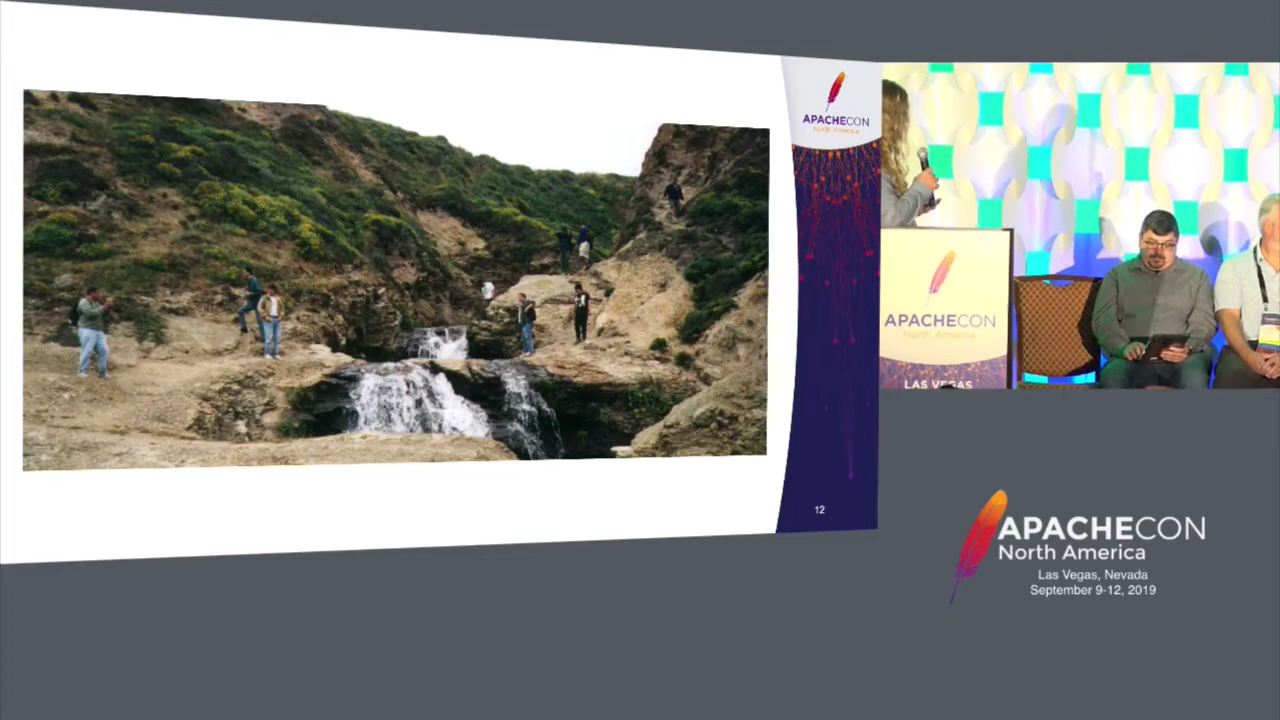 APACHECON
North America
12
APACHECON
North America
LAS VEGAS
APACHECON
North America
Las Vegas, Nevada
September 9-12, 2019